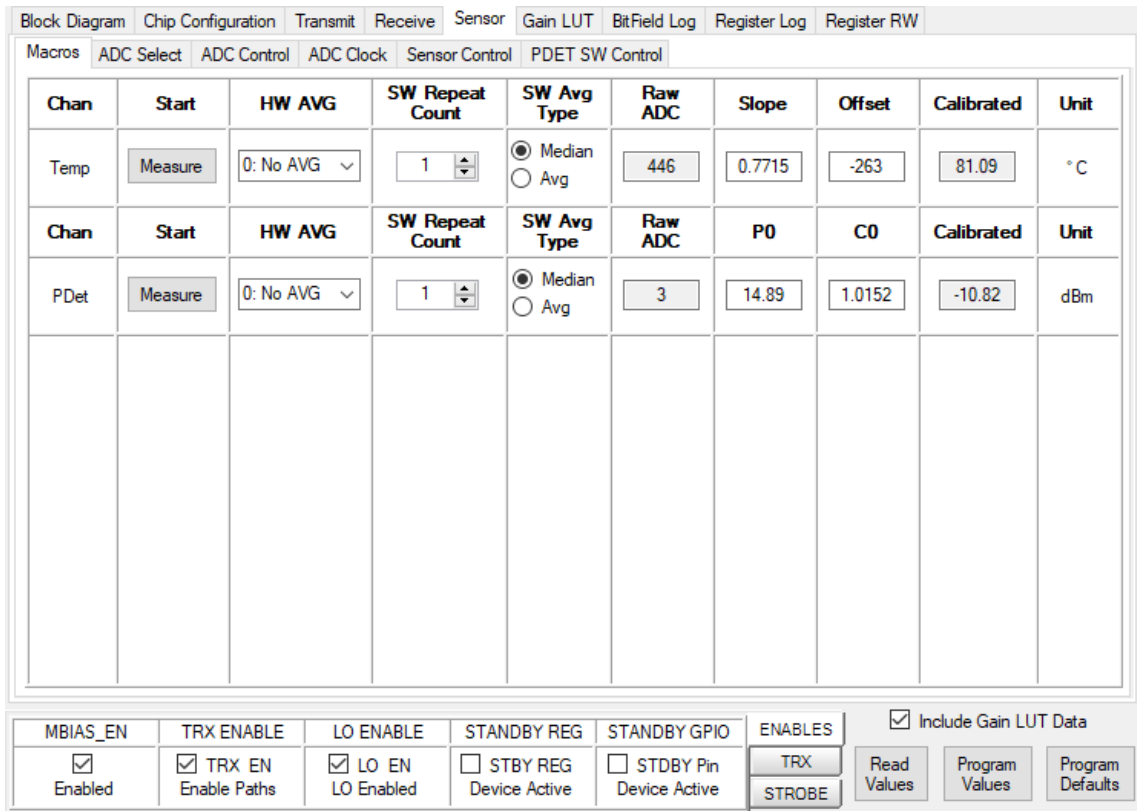 Block Diagram Chip Configuration Transmit Receive Sensor Gain LUT BitField Log Register Log Register RW
Macros ADC Select ADC Control ADC Clock Sensor Control PDET SW Control
Chan Start HW AVG SW Repeat Count SW Avg Type Raw ADC Slope Offset Calibrated Unit
Temp Measure 0: No AVG 1 Median Avg 446 0.7715 -263 81.09 °C
Chan Start HW AVG SW Repeat Count SW Avg Type Raw ADC P0 C0 Calibrated Unit
PDet Measure 0: No AVG 1 Median Avg 3 14.89 1.0152 -10.82 dBm
MBIAS_EN TRX ENABLE LO ENABLE STANDBY REG STANDBY GPIO ENABLES Include Gain LUT Data
Enabled TRX EN Enable Paths LO EN LO Enabled STBY REG Device Active STDBY Pin Device Active TRX STROBE Read Values Program Values Program Defaults